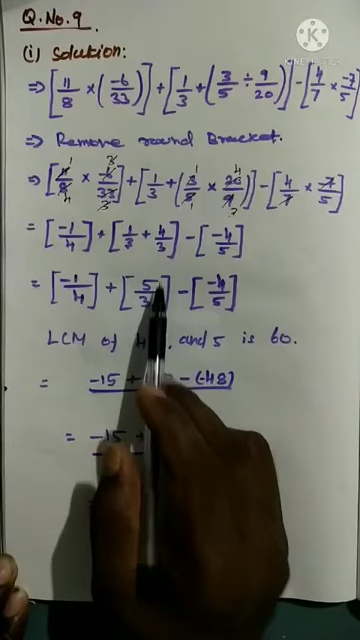 Q.No.9
(i) Solution:
KINEMASTER
⇒ [11/8 × (-6/33)] + [1/3 + (3/5 ÷ 9/20)] - [4/7 × -7/5
⇒ Remove round Bracket.
⇒ [11/8 × -6/33] + [1/3 + (3/5 × 20/9)] - [4/7 × -7/5]
= [-1/4] + [1/3 + 4/3] - [-4/5]
= [-1/4] + [5/3] - [-4/5]
LCM of 4, and 5 is 60.
= -15 + - (-48)
= -15 +